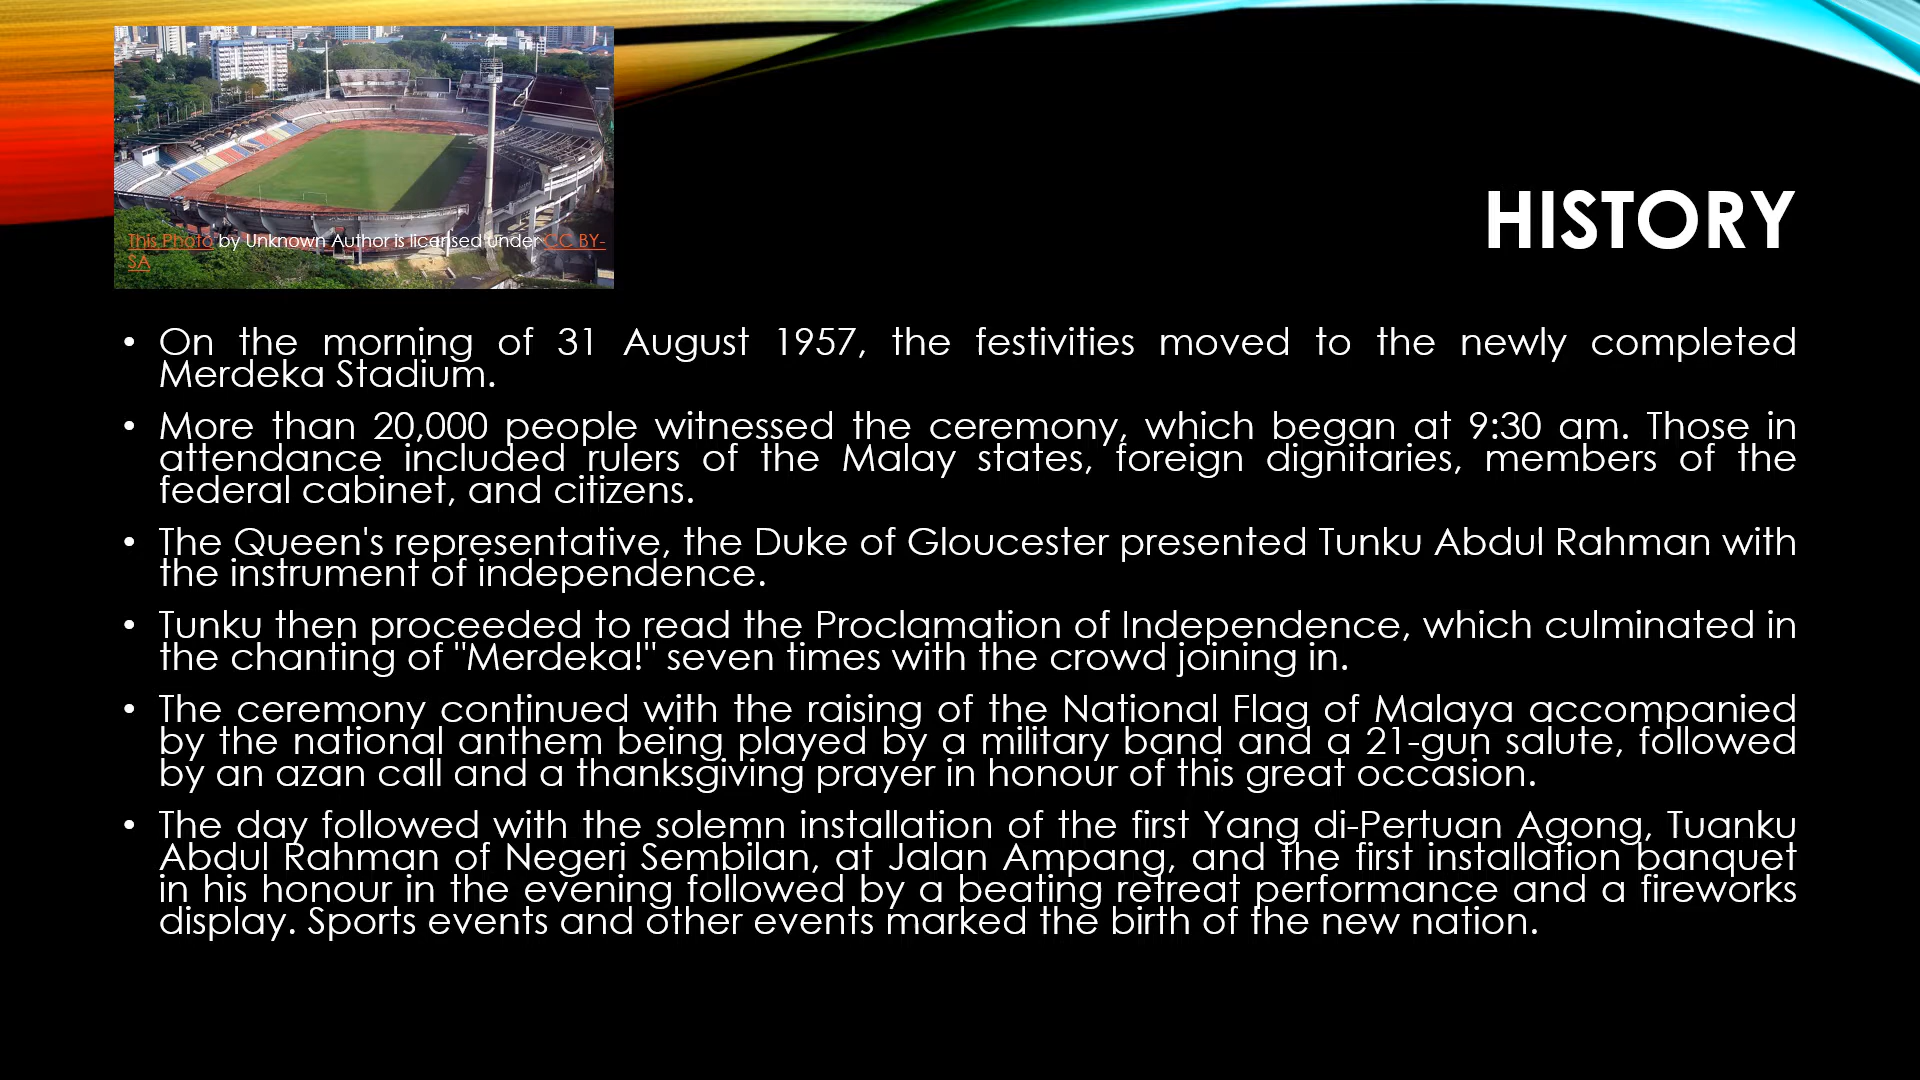 This Photo by Unknown Author is licensed under CC BY-
SA
HISTORY
• On the morning of 31 August 1957, the festivities moved to the newly completed
Merdeka Stadium.
• More than 20,000 people witnessed the ceremony, which began at 9:30 am. Those in
attendance included rulers of the Malay states, foreign dignitaries, members of the
federal cabinet, and citizens.
• The Queen's representative, the Duke of Gloucester presented Tunku Abdul Rahman with
the instrument of independence.
• Tunku then proceeded to read the Proclamation of Independence, which culminated in
the chanting of "Merdeka!" seven times with the crowd joining in.
• The ceremony continued with the raising of the National Flag of Malaya accompanied
by the national anthem being played by a military band and a 21-gun salute, followed
by an azan call and a thanksgiving prayer in honour of this great occasion.
• The day followed with the solemn installation of the first Yang di-Pertuan Agong, Tuanku
Abdul Rahman of Negeri Sembilan, at Jalan Ampang, and the first installation banquet
in his honour in the evening followed by a beating retreat performance and a fireworks
display. Sports events and other events marked the birth of the new nation.